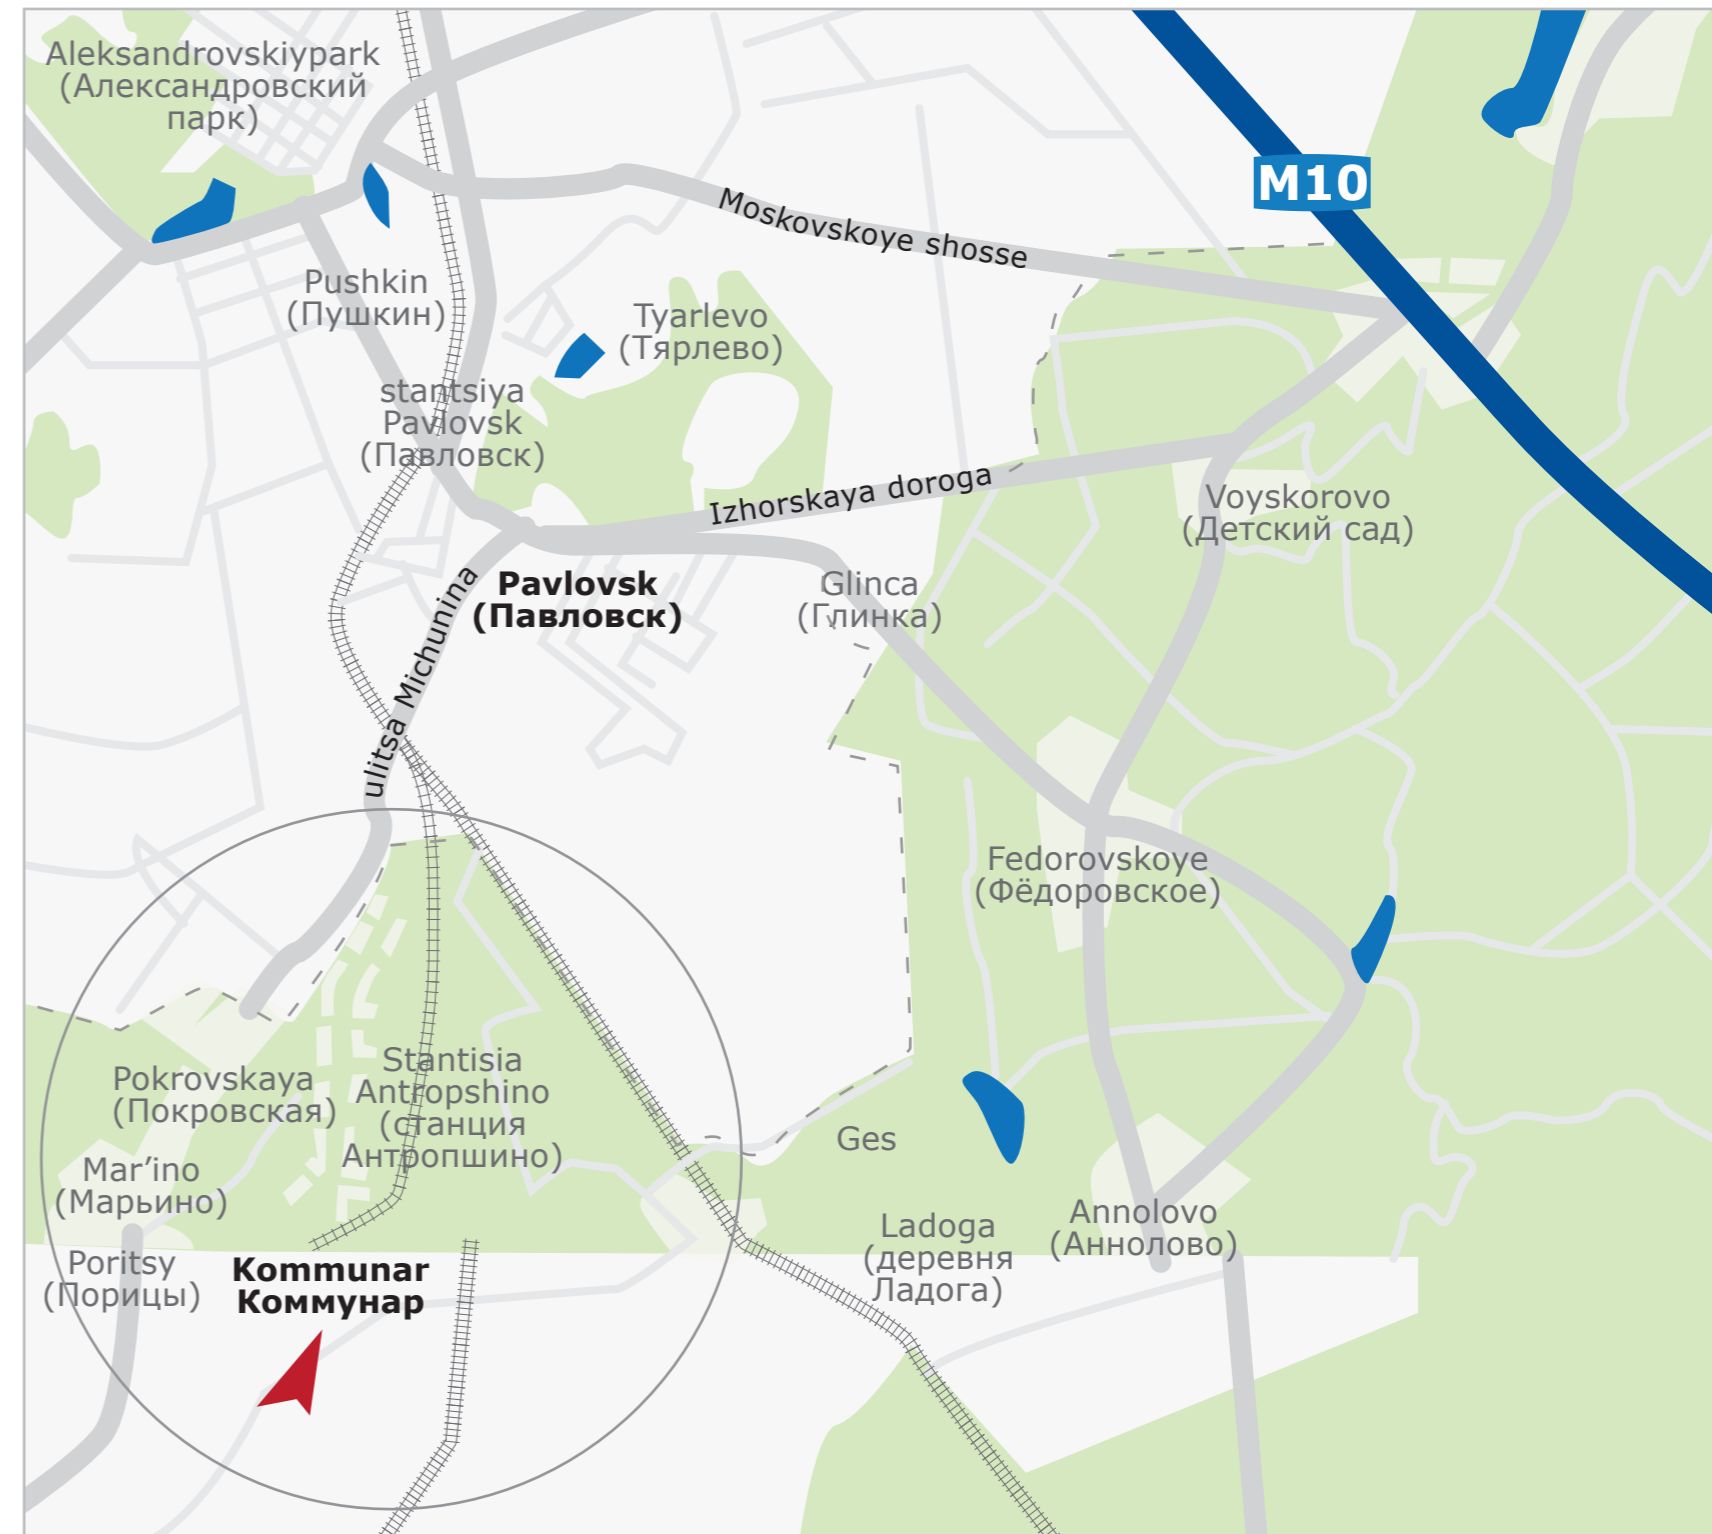 Aleksandrovskiypark
(Александровский
парк)
M10
Moskovskoye shosse
Pushkin
(Пушкин)
Tyarlevo
(Тярлево)
stantsiya
Pavlovsk
(Павловск)
Izhorskaya doroga
Voyskorovo
(Детский сад)
Pavlovsk
(Павловск)
Glinca
(Глинка)
ulitsa Michunina
Fedorovskoye
(Фёдоровское)
Pokrovskaya
(Покровская)
Stantisia
Antropshino
(станция
Антропшино)
Ges
Mar’ino
(Марьино)
Ladoga
(деревня
Ладога)
Annolovo
(Аннолово)
Poritsy
(Порицы)
Kommunar
Коммунар